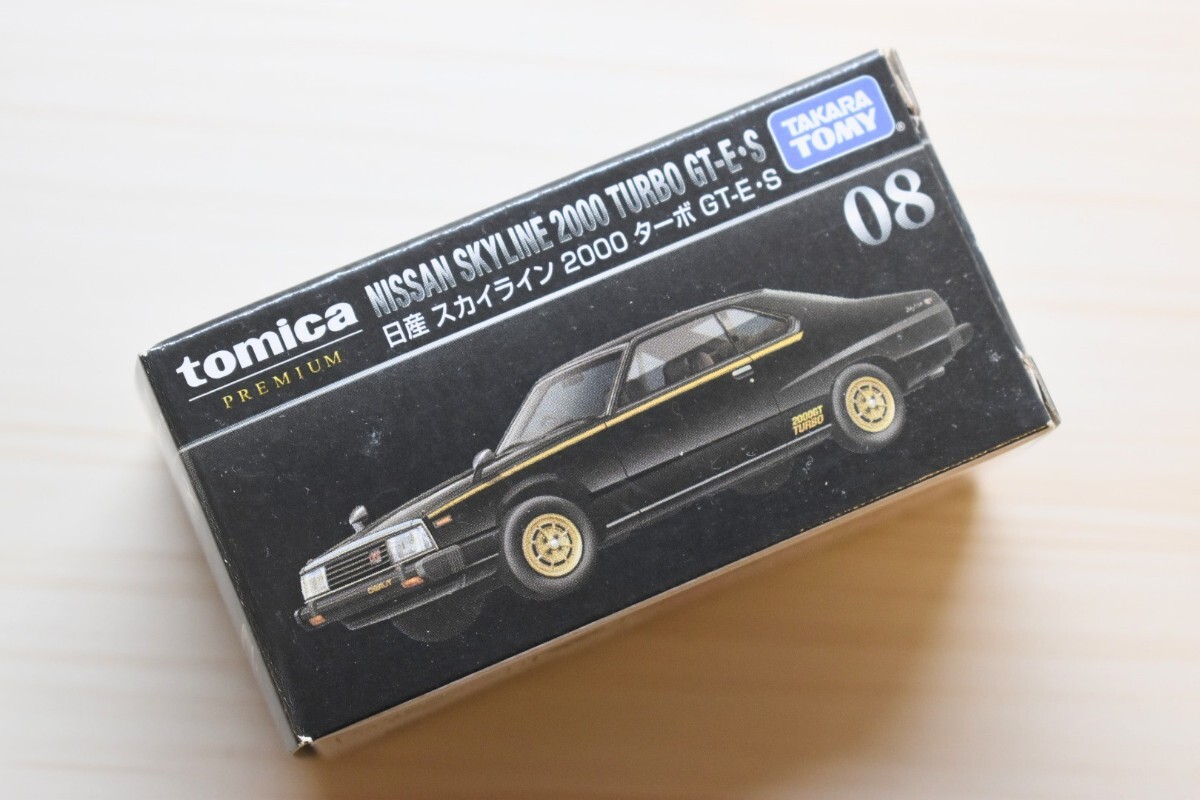 tomica
PREMIUM
NISSAN SKYLINE 2000 TURBO GT-E・S
日産 スカイライン 2000 ターボ GT-E・S
TAKARA
TOMY®
08
2000GT
TURBO